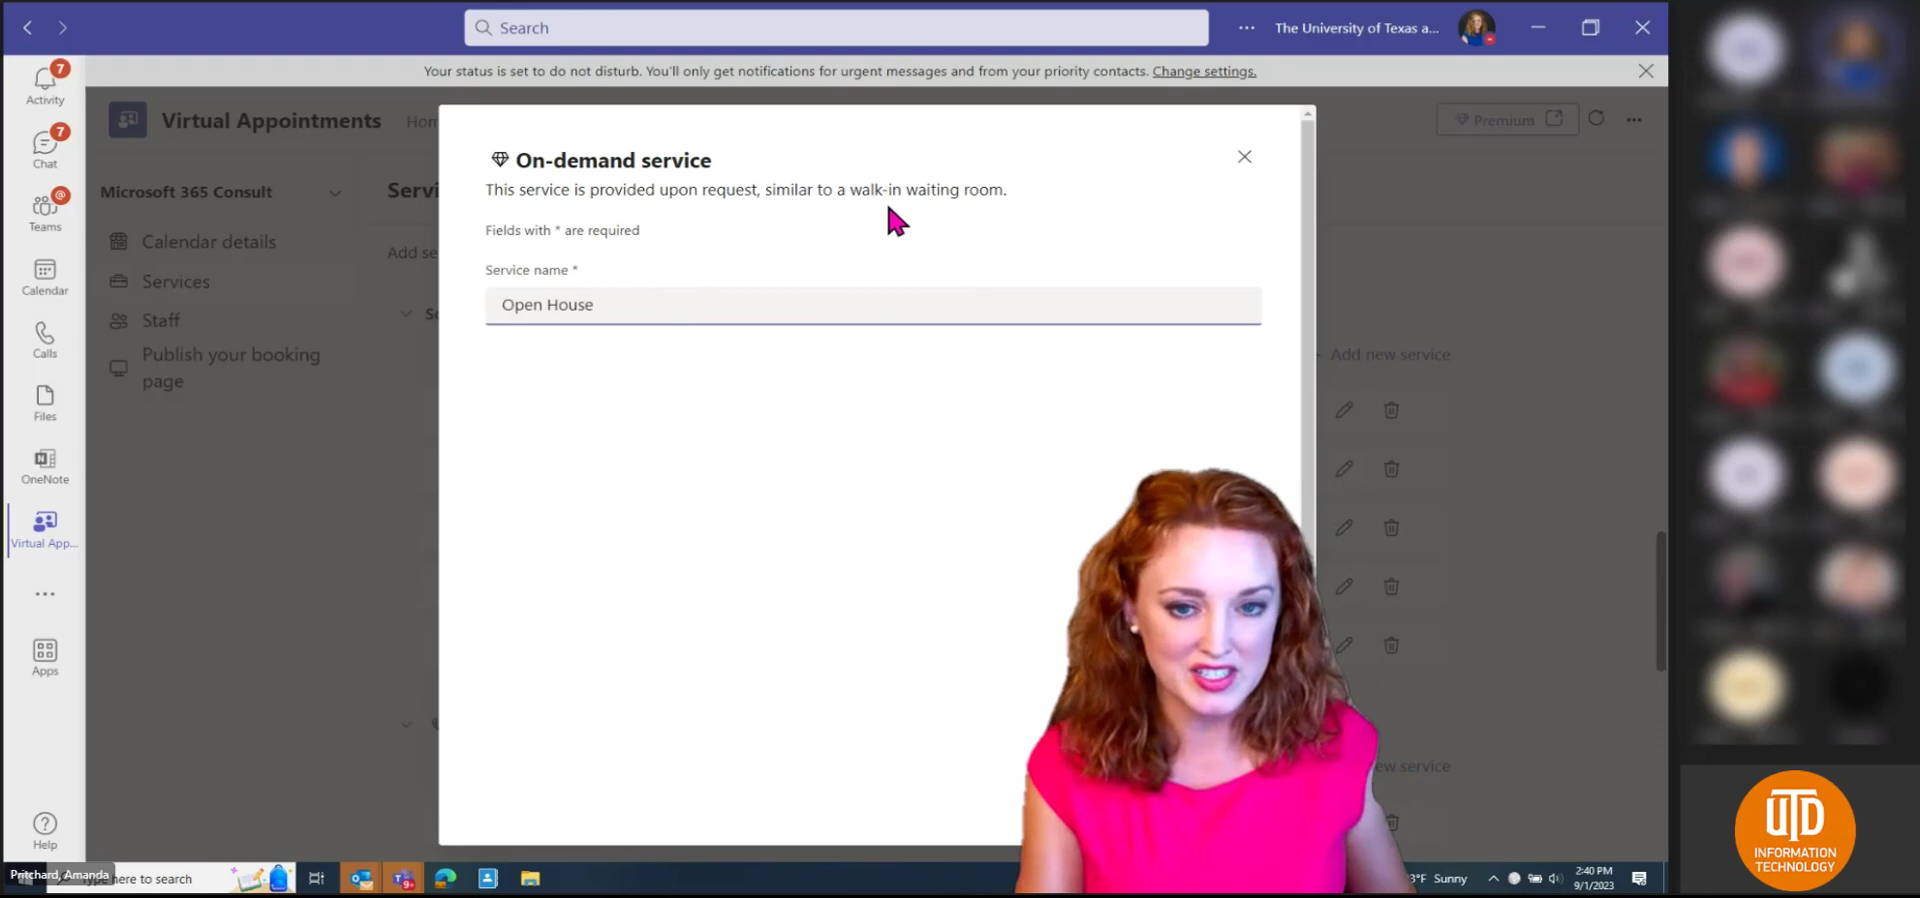 Search
The University of Texas a...
Your status is set to do not disturb. You'll only get notifications for urgent messages and from your priority contacts. Change settings.
7
Activity
7
Chat
@
Teams
Calendar
Calls
Files
OneNote
Virtual App...
Apps
Help
Virtual Appointments
Premium
Microsoft 365 Consult
Calendar details
Services
Staff
Publish your booking
page
Add new service
On-demand service
This service is provided upon request, similar to a walk-in waiting room.
Fields with * are required
Service name *
Open House
service
Pritchard, Amanda
here to search
9+
Sunny
2:40 PM
9/1/2023
UTD
INFORMATION
TECHNOLOGY